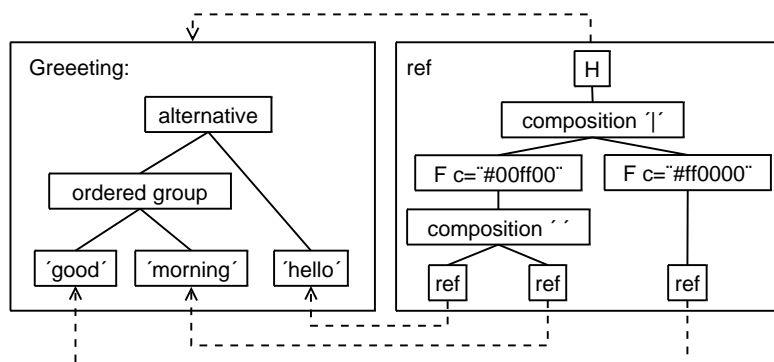 Greeeting:
alternative
ordered group
´good´
´morning´
´hello´
ref
H
composition ´|´
F c=¨#00ff00¨
F c=¨#ff0000¨
composition ´ ´
ref
ref
ref